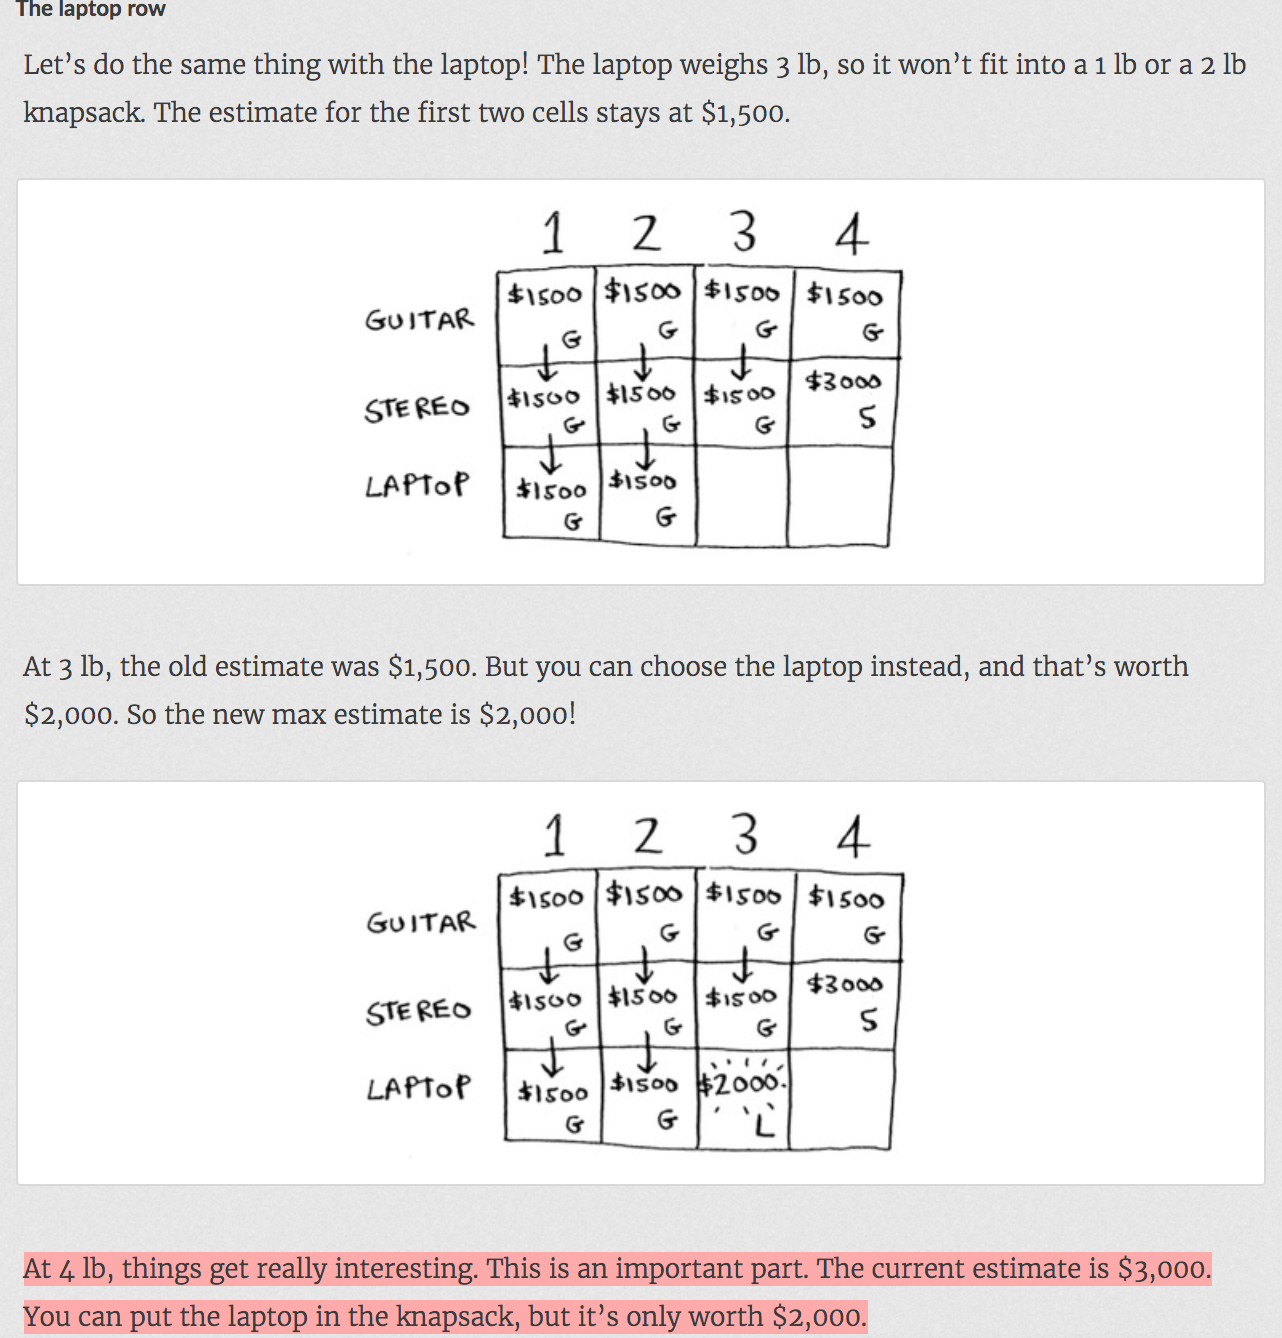 The laptop row
Let’s do the same thing with the laptop! The laptop weighs 3 lb, so it won’t fit into a 1 lb or a 2 lb
knapsack. The estimate for the first two cells stays at $1,500.
1 2 3 4
GUITAR $1500 G $1500 G $1500 G $1500 G
STEREO $1500 G $1500 G $1500 G $3000 S
LAPTOP $1500 G $1500 G
At 3 lb, the old estimate was $1,500. But you can choose the laptop instead, and that’s worth
$2,000. So the new max estimate is $2,000!
1 2 3 4
GUITAR $1500 G $1500 G $1500 G $1500 G
STEREO $1500 G $1500 G $1500 G $3000 S
LAPTOP $1500 G $1500 G $2000 L
At 4 lb, things get really interesting. This is an important part. The current estimate is $3,000.
You can put the laptop in the knapsack, but it’s only worth $2,000.